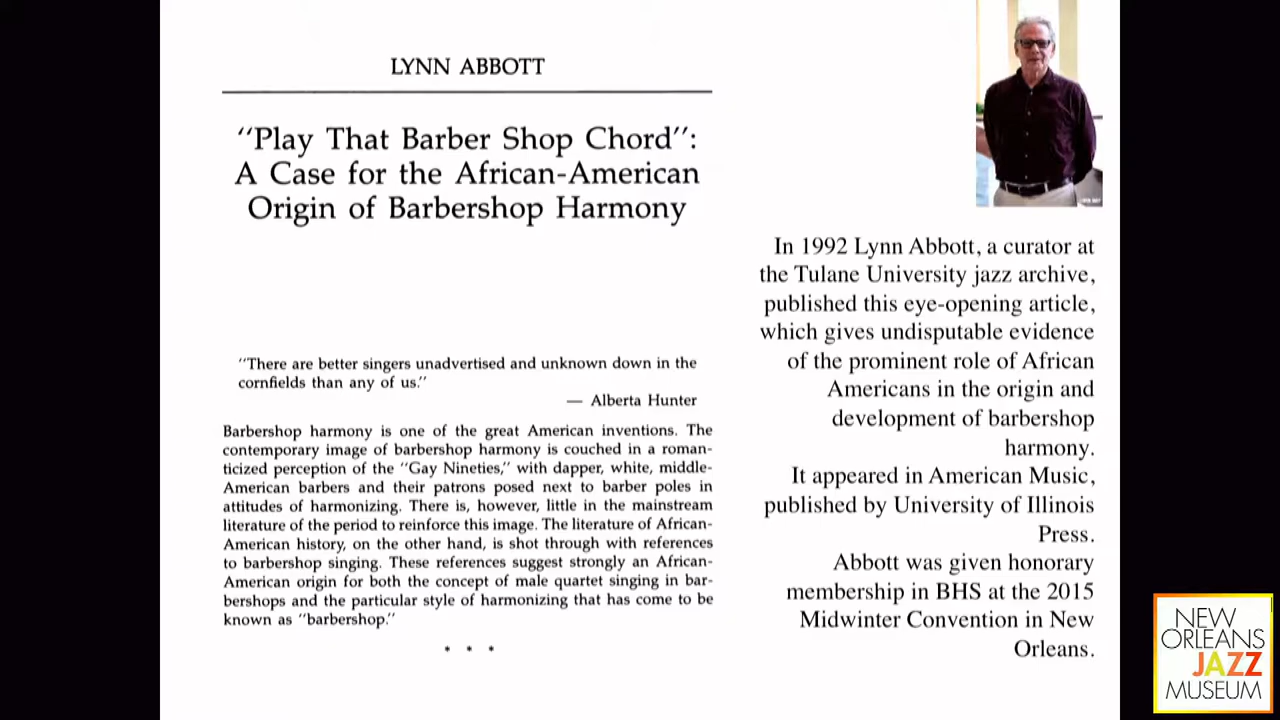 LYNN ABBOTT
"Play That Barber Shop Chord":
A Case for the African-American
Origin of Barbershop Harmony
"There are better singers unadvertised and unknown down in the
cornfields than any of us."
— Alberta Hunter
Barbershop harmony is one of the great American inventions. The
contemporary image of barbershop harmony is couched in a roman-
ticized perception of the "Gay Nineties," with dapper, white, middle-
American barbers and their patrons posed next to barber poles in
attitudes of harmonizing. There is, however, little in the mainstream
literature of the period to reinforce this image. The literature of African-
American history, on the other hand, is shot through with references
to barbershop singing. These references suggest strongly an African-
American origin for both the concept of male quartet singing in bar-
bershops and the particular style of harmonizing that has come to be
known as "barbershop."
* * *
In 1992 Lynn Abbott, a curator at
the Tulane University jazz archive,
published this eye-opening article,
which gives undisputable evidence
of the prominent role of African
Americans in the origin and
development of barbershop
harmony.
It appeared in American Music,
published by University of Illinois
Press.
Abbott was given honorary
membership in BHS at the 2015
Midwinter Convention in New
Orleans.
NEW
ORLEANS
JAZZ
MUSEUM